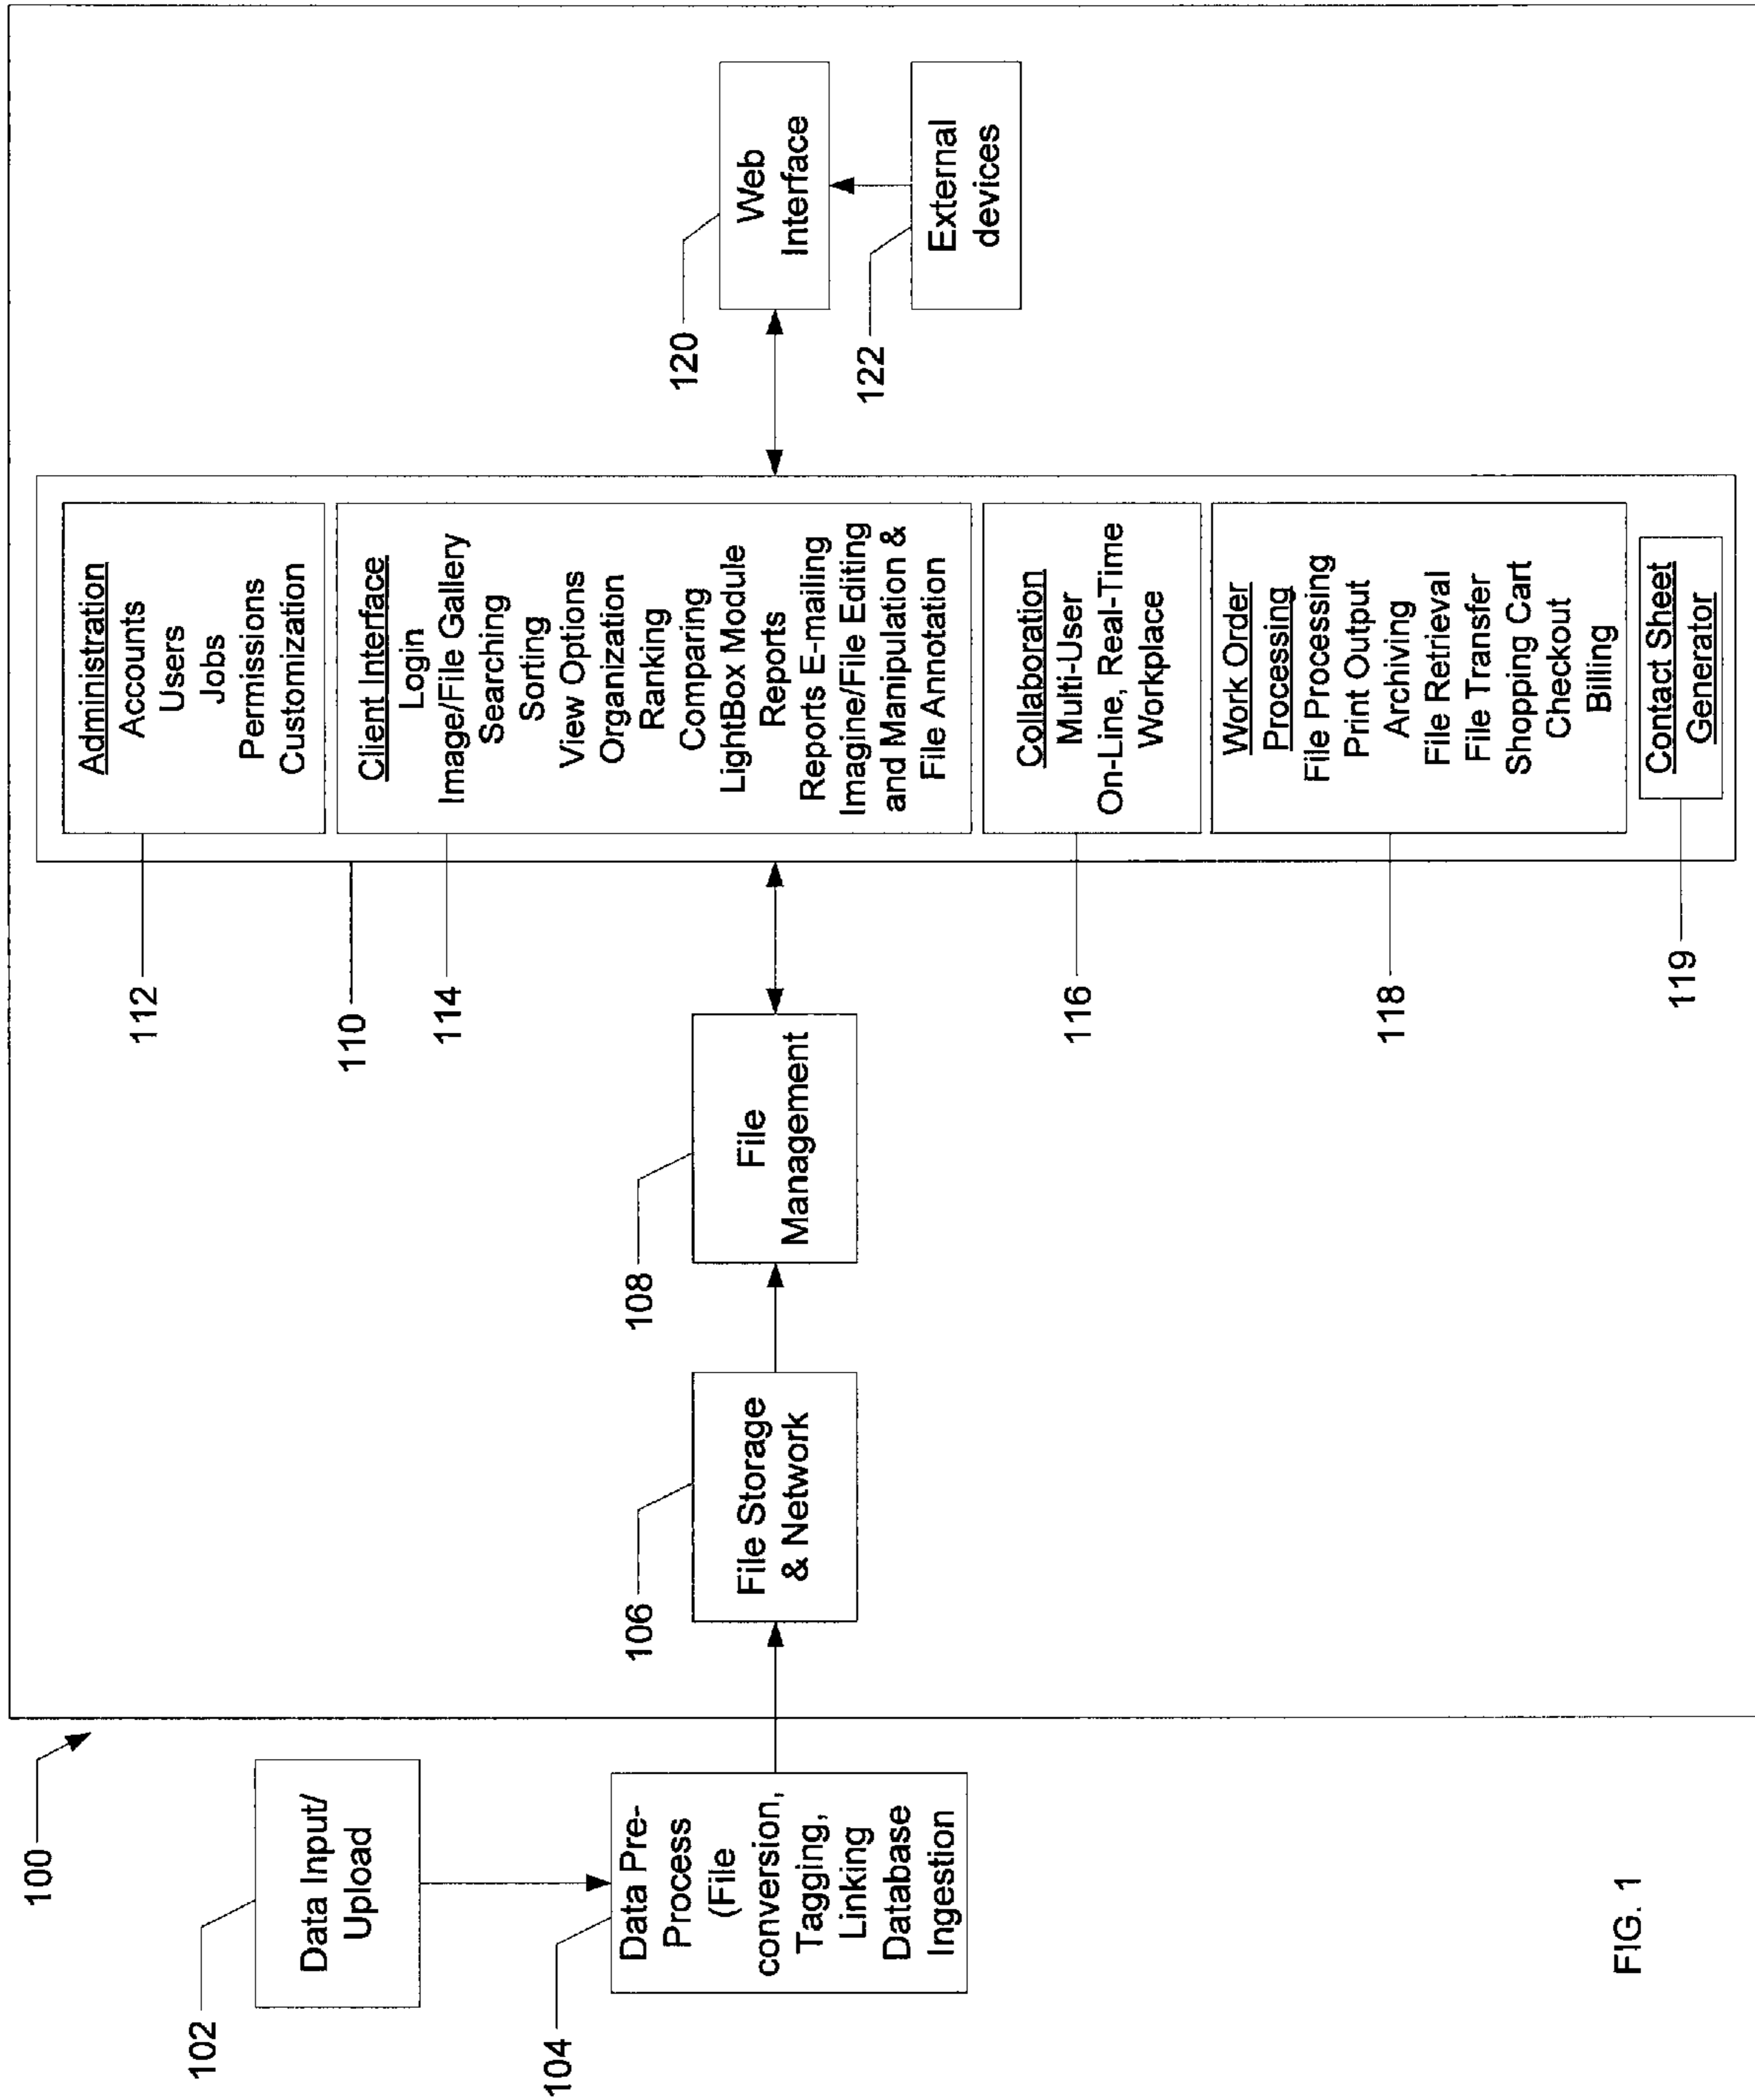 100
102
Data Input/
Upload
104
Data Pre-
Process
(File
conversion,
Tagging,
Linking
Database
Ingestion
106
File Storage
& Network
108
File
Management
110
112
Administration
Accounts
Users
Jobs
Permissions
Customization
114
Client Interface
Login
Image/File Gallery
Searching
Sorting
View Options
Organization
Ranking
Comparing
LightBox Module
Reports
Reports E-mailing
Imagine/File Editing
and Manipulation &
File Annotation
116
Collaboration
Multi-User
On-Line, Real-Time
Workplace
118
Work Order
Processing
File Processing
Print Output
Archiving
File Retrieval
File Transfer
Shopping Cart
Checkout
Billing
119
Contact Sheet
Generator
120
Web
Interface
122
External
devices
FIG. 1